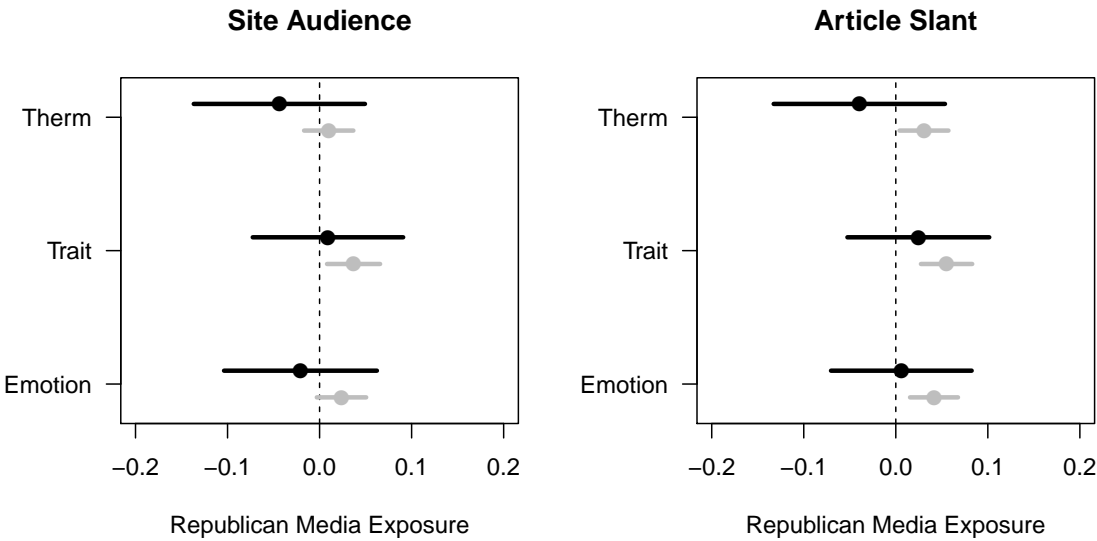 Site Audience
Therm
Trait
Emotion
−0.2 −0.1 0.0 0.1 0.2
Republican Media Exposure
Article Slant
Therm
Trait
Emotion
−0.2 −0.1 0.0 0.1 0.2
Republican Media Exposure